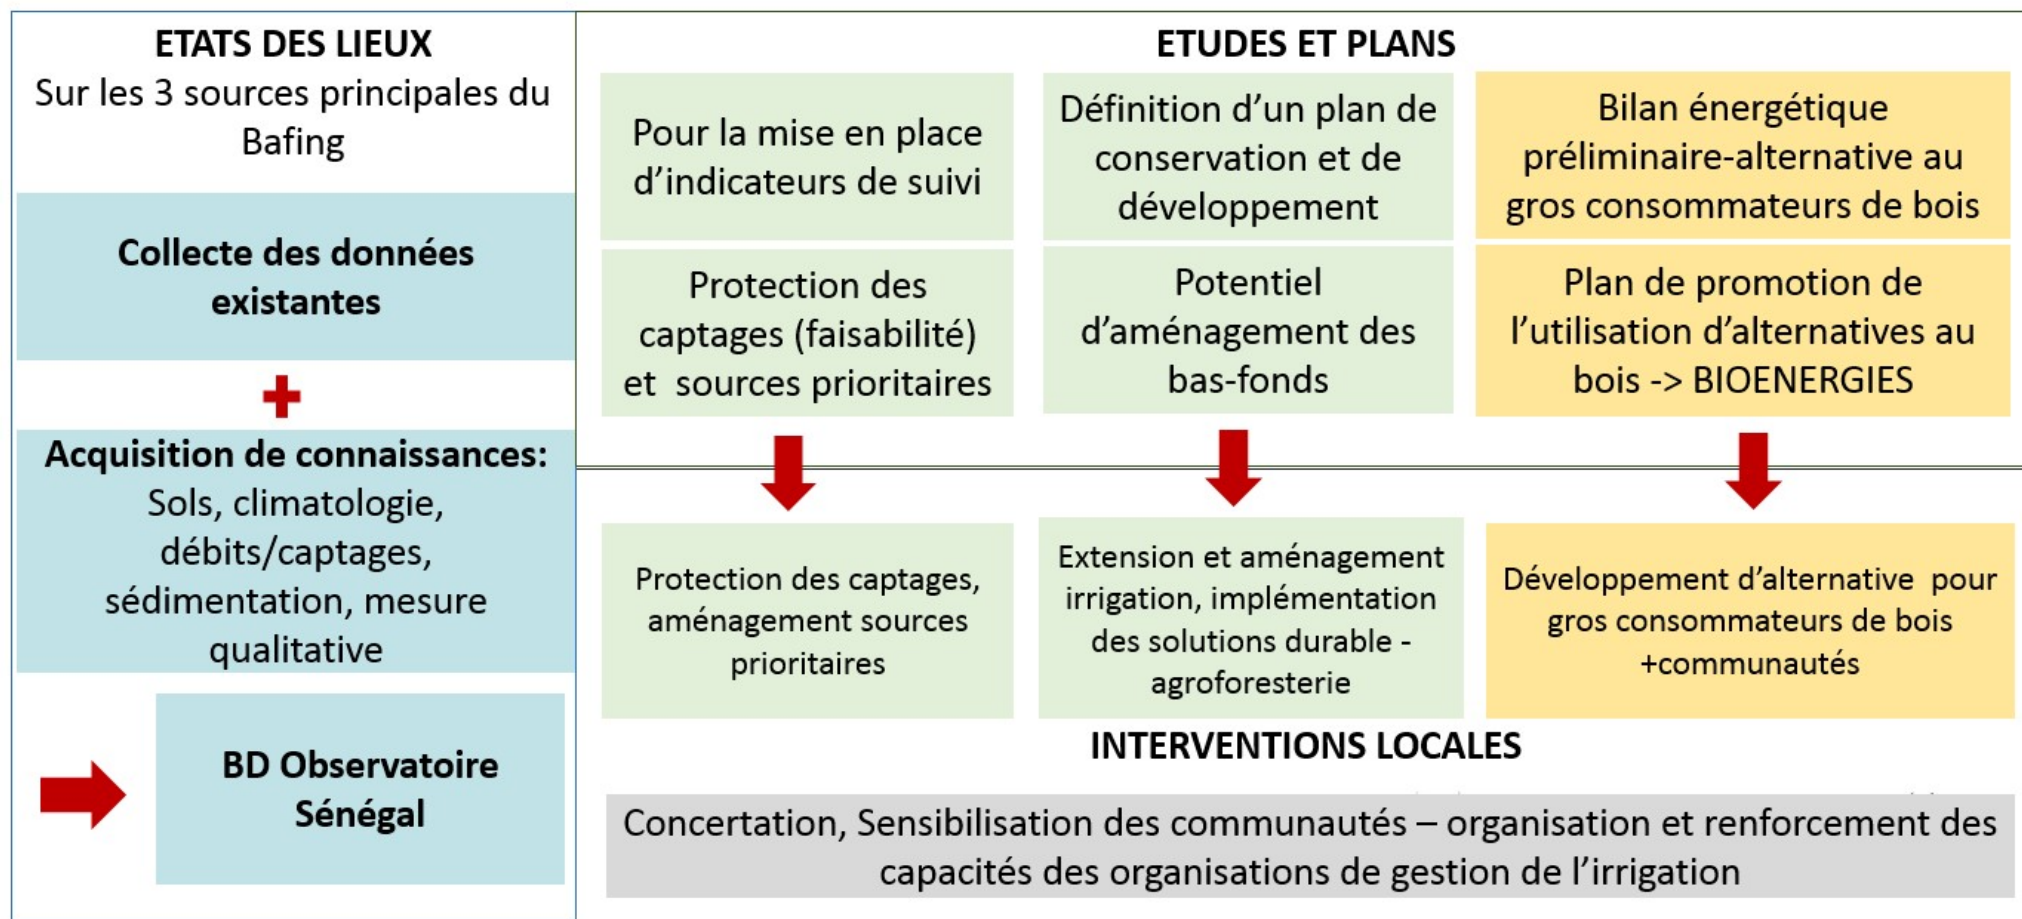 ETATS DES LIEUX
Sur les 3 sources principales du
Bafing
Collecte des données
existantes
+
Acquisition de connaissances:
Sols, climatologie,
débits/captages,
sédimentation, mesure
qualitative
BD Observatoire
Sénégal
ETUDES ET PLANS
Pour la mise en place
d’indicateurs de suivi
Protection des
captages (faisabilité)
et sources prioritaires
Définition d’un plan de
conservation et de
développement
Potentiel
d’aménagement des
bas-fonds
Bilan énergétique
préliminaire-alternative au
gros consommateurs de bois
Plan de promotion de
l’utilisation d’alternatives au
bois -> BIOENERGIES
Protection des captages,
aménagement sources
prioritaires
Extension et aménagement
irrigation, implémentation
des solutions durable -
agroforesterie
Développement d’alternative pour
gros consommateurs de bois
+communautés
INTERVENTIONS LOCALES
Concertation, Sensibilisation des communautés – organisation et renforcement des
capacités des organisations de gestion de l’irrigation